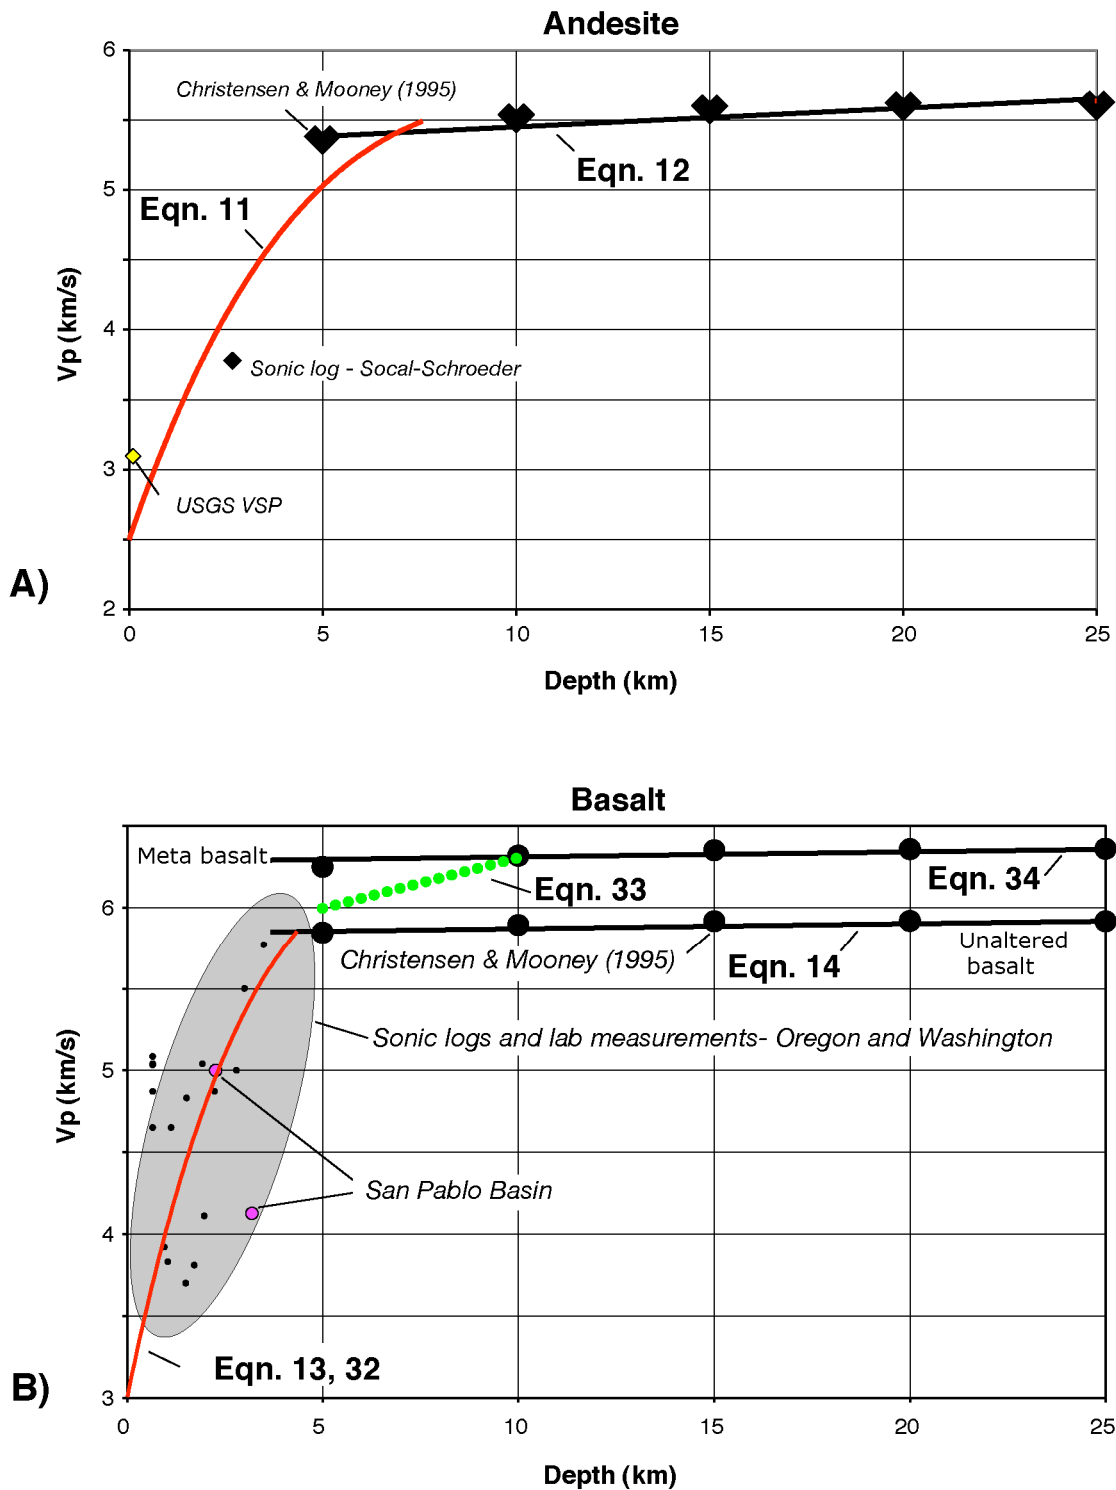 Andesite
6
Christensen & Mooney (1995)
Eqn. 12
5
Eqn. 11
Vp (km/s)
4
Sonic log - Socal-Schroeder
3
USGS VSP
A)
2
0 5 10 15 20 25
Depth (km)
Basalt
Meta basalt
Eqn. 33
Eqn. 34
6
Christensen & Mooney (1995)
Eqn. 14
Unaltered
basalt
Sonic logs and lab measurements- Oregon and Washington
5
Vp (km/s)
San Pablo Basin
4
Eqn. 13, 32
B)
3
0 5 10 15 20 25
Depth (km)